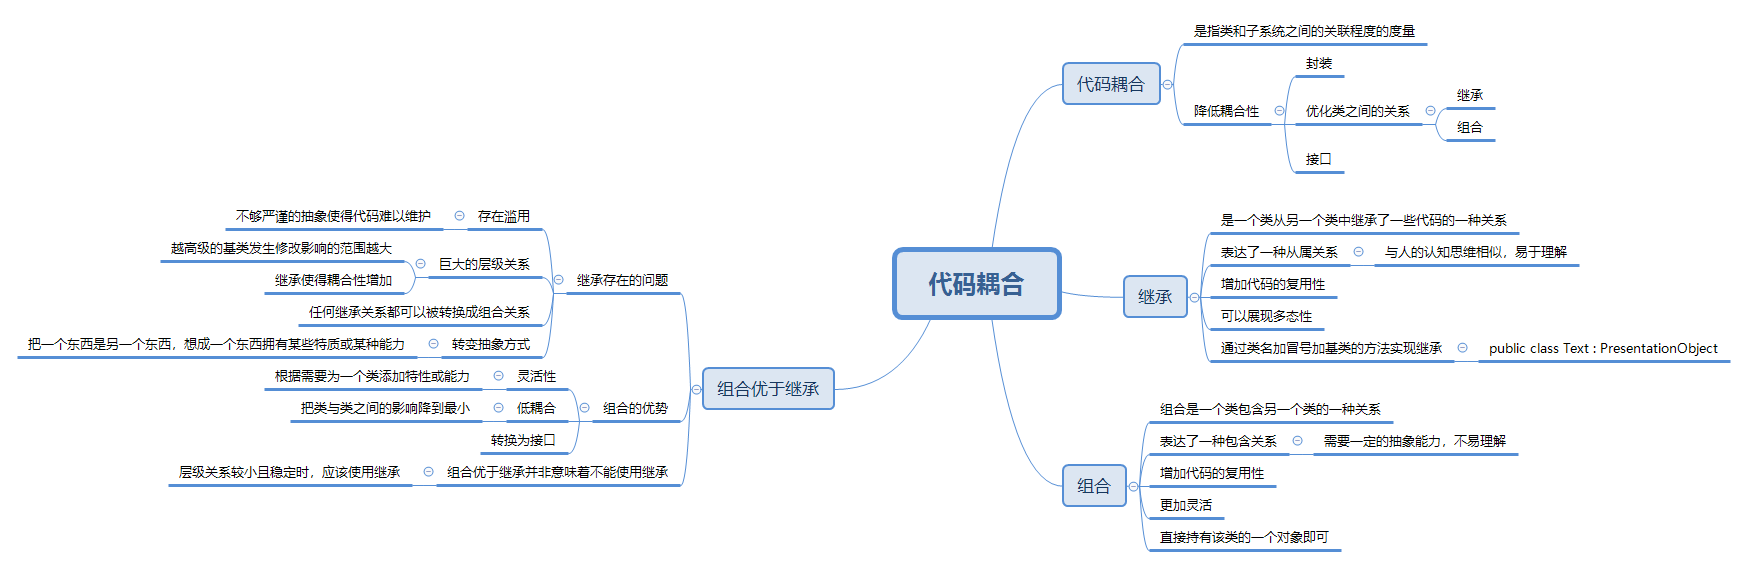 代码耦合
代码耦合
是指类和子系统之间的关联程度的度量
降低耦合性
封装
优化类之间的关系
继承
组合
接口
继承
是一个类从另一个类中继承了一些代码的一种关系
表达了一种从属关系
与人的认知思维相似，易于理解
增加代码的复用性
可以展现多态性
通过类名加冒号加基类的方法实现继承
public class Text : PresentationObject
组合
组合是一个类包含另一个类的一种关系
表达了一种包含关系
需要一定的抽象能力，不易理解
增加代码的复用性
更加灵活
直接持有该类的一个对象即可
组合优于继承
继承存在的问题
存在滥用
不够严谨的抽象使得代码难以维护
巨大的层级关系
越高级的基类发生修改影响的范围越大
继承使得耦合性增加
任何继承关系都可以被转换成组合关系
转变抽象方式
把一个东西是另一个东西，想成一个东西拥有某些特质或某种能力
组合的优势
灵活性
根据需要为一个类添加特性或能力
低耦合
把类与类之间的影响降到最小
转换为接口
组合优于继承并非意味着不能使用继承
层级关系较小且稳定时，应该使用继承